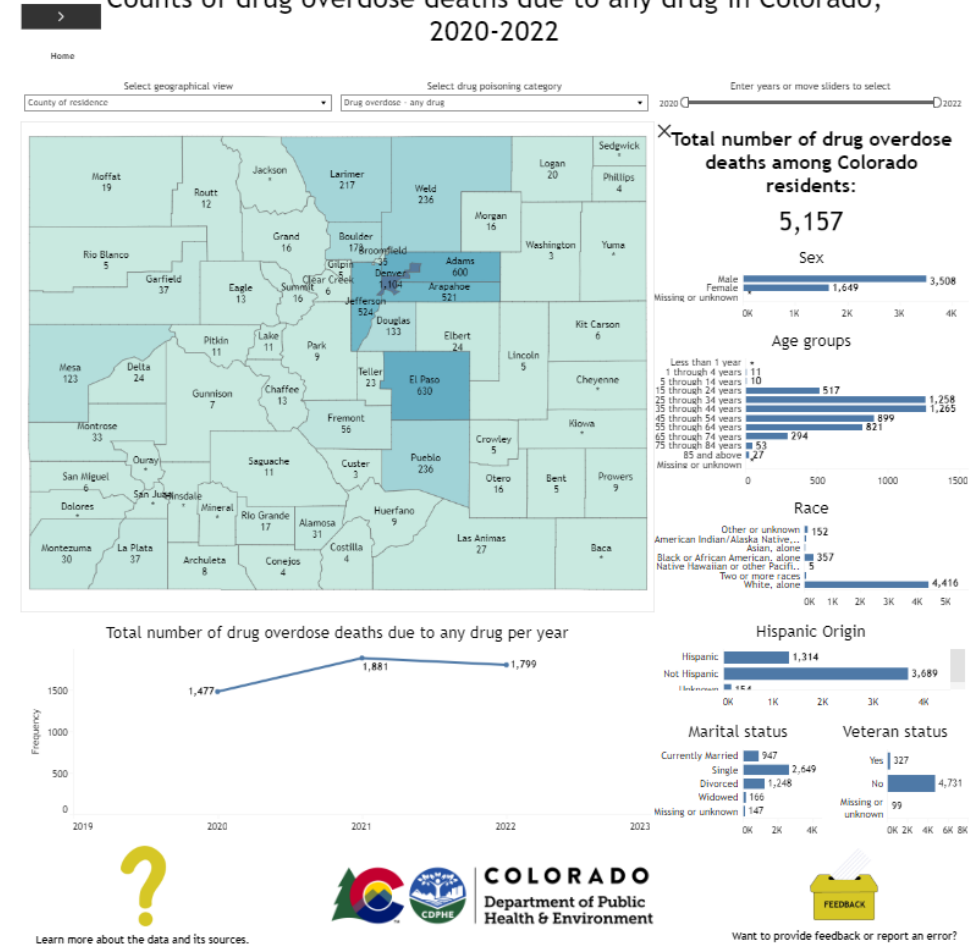 Counts of drug overdose deaths due to any drug in Colorado,
2020-2022
Home
Select geographical view
County of residence
Select drug poisoning category
Drug overdose - any drug
Enter years or move sliders to select
2020
2022
Moffat
19
Routt
12
Jackson
*
Larimer
217
Weld
236
Logan
20
Sedgwick
*
Phillips
4
Morgan
16
Grand
16
Boulder
178
Broomfield
35
Washington
3
Yuma
*
Rio Blanco
5
Garfield
37
Eagle
13
Summit
16
Gilpin
5
Clear Creek
6
Denver
1,104
Adams
600
Arapahoe
521
Jefferson
524
Douglas
133
Elbert
24
Kit Carson
6
Mesa
123
Delta
24
Pitkin
11
Lake
11
Park
9
Teller
23
El Paso
630
Lincoln
5
Cheyenne
*
Gunnison
7
Chaffee
13
Fremont
56
Kiowa
*
Montrose
33
Ouray
*
Saguache
11
Custer
3
Pueblo
236
Crowley
5
Otero
16
Bent
5
Prowers
9
San Miguel
6
San Juan
*
Hinsdale
*
Dolores
*
Mineral
*
Rio Grande
17
Alamosa
31
Huerfano
9
Las Animas
27
Baca
*
Montezuma
30
La Plata
37
Archuleta
8
Conejos
4
Costilla
4
Total number of drug overdose
deaths among Colorado
residents:
5,157
Sex
Male 3,508
Female 1,649
Missing or unknown *
0K 1K 2K 3K 4K
Age groups
Less than 1 year *
1 through 4 years 11
5 through 14 years 10
15 through 24 years 517
25 through 34 years 1,258
35 through 44 years 1,265
45 through 54 years 899
55 through 64 years 821
65 through 74 years 294
75 through 84 years 53
85 and above 27
Missing or unknown *
0 500 1000 1500
Race
Other or unknown 152
American Indian/Alaska Native...
Asian, alone
Black or African American, alone 357
Native Hawaiian or other Pacifi.. 5
Two or more races
White, alone 4,416
0K 1K 2K 3K 4K 5K
Total number of drug overdose deaths due to any drug per year
Frequency
1500
1000
500
0
1,477
1,881
1,799
2019 2020 2021 2022 2023
Hispanic Origin
Hispanic 1,314
Not Hispanic 3,689
Unknown 154
0K 1K 2K 3K 4K
Marital status
Currently Married 947
Single 2,649
Divorced 1,248
Widowed 166
Missing or unknown 147
0K 2K 4K
Veteran status
Yes 327
No 4,731
Missing or
unknown 99
0K 2K 4K 6K 8K
?
Learn more about the data and its sources.
CDPHE
COLORADO
Department of Public
Health & Environment
FEEDBACK
Want to provide feedback or report an error?